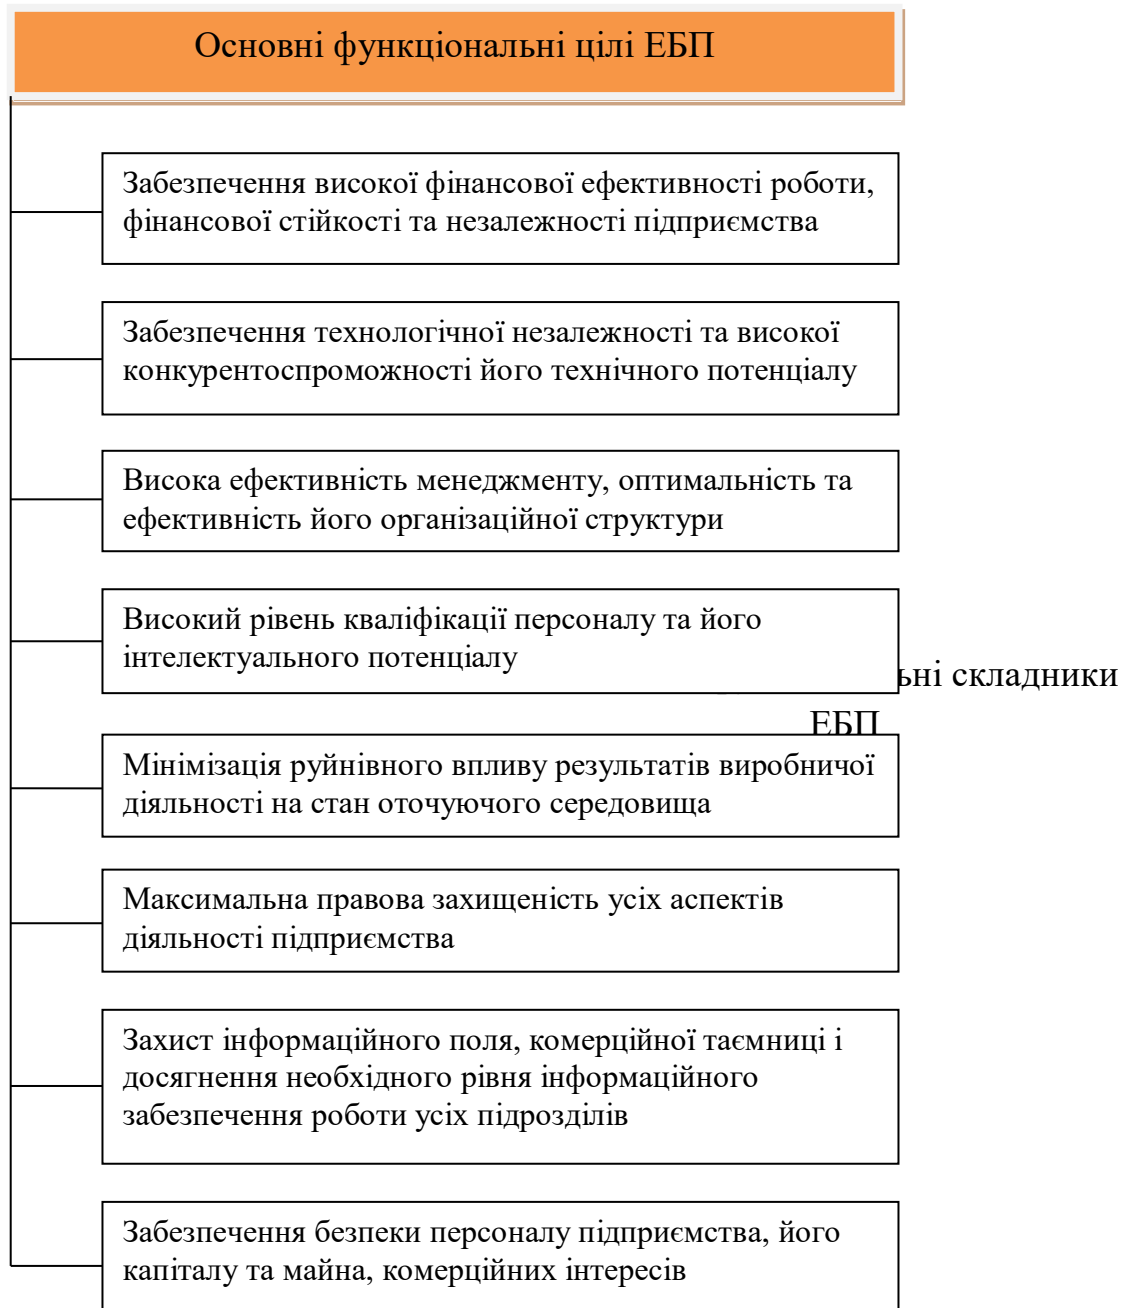 Основні функціональні цілі ЕБП
Забезпечення високої фінансової ефективності роботи,
фінансової стійкості та незалежності підприємства
Забезпечення технологічної незалежності та високої
конкурентоспроможності його технічного потенціалу
Висока ефективність менеджменту, оптимальність та
ефективність його організаційної структури
Високий рівень кваліфікації персоналу та його
інтелектуального потенціалу
ьні складники
ЕБП
Мінімізація руйнівного впливу результатів виробничої
діяльності на стан оточуючого середовища
Максимальна правова захищеність усіх аспектів
діяльності підприємства
Захист інформаційного поля, комерційної таємниці і
досягнення необхідного рівня інформаційного
забезпечення роботи усіх підрозділів
Забезпечення безпеки персоналу підприємства, його
капіталу та майна, комерційних інтересів